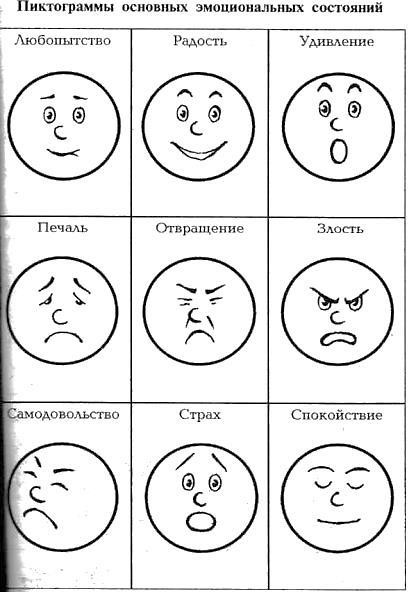 Пиктограммы основных эмоциональных состояний
Любопытство
Радость
Удивление
Печаль
Отвращение
Злость
Самодовольство
Страх
Спокойствие